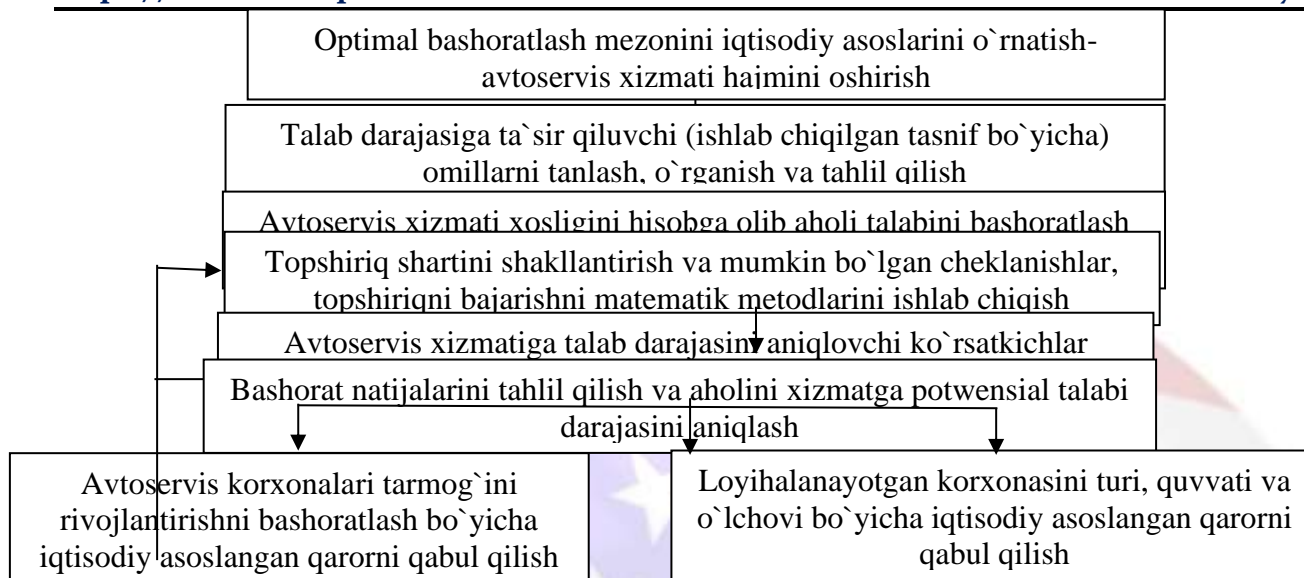 Optimal bashoratlash mezonini iqtisodiy asoslarini o`rnatish-
avtoservis xizmati hajmini oshirish
Talab darajasiga ta`sir qiluvchi (ishlab chiqilgan tasnif bo`yicha)
omillarni tanlash, o`rganish va tahlil qilish
Avtoservis xizmati xosligini hisobga olib aholi talabini bashoratlash
Topshiriq shartini shakllantirish va mumkin bo`lgan cheklanishlar,
topshiriqni bajarishni matematik metodlarini ishlab chiqish
Avtoservis xizmatiga talab darajasini aniqlovchi ko`rsatkichlar
Bashorat natijalarini tahlil qilish va aholini xizmatga potwensial talabi
darajasini aniqlash
Avtoservis korxonalari tarmog`ini
rivojlantirishni bashoratlash bo`yicha
iqtisodiy asoslangan qarorni qabul qilish
Loyihalanayotgan korxonasini turi, quvvati va
o`lchovi bo`yicha iqtisodiy asoslangan qarorni
qabul qilish